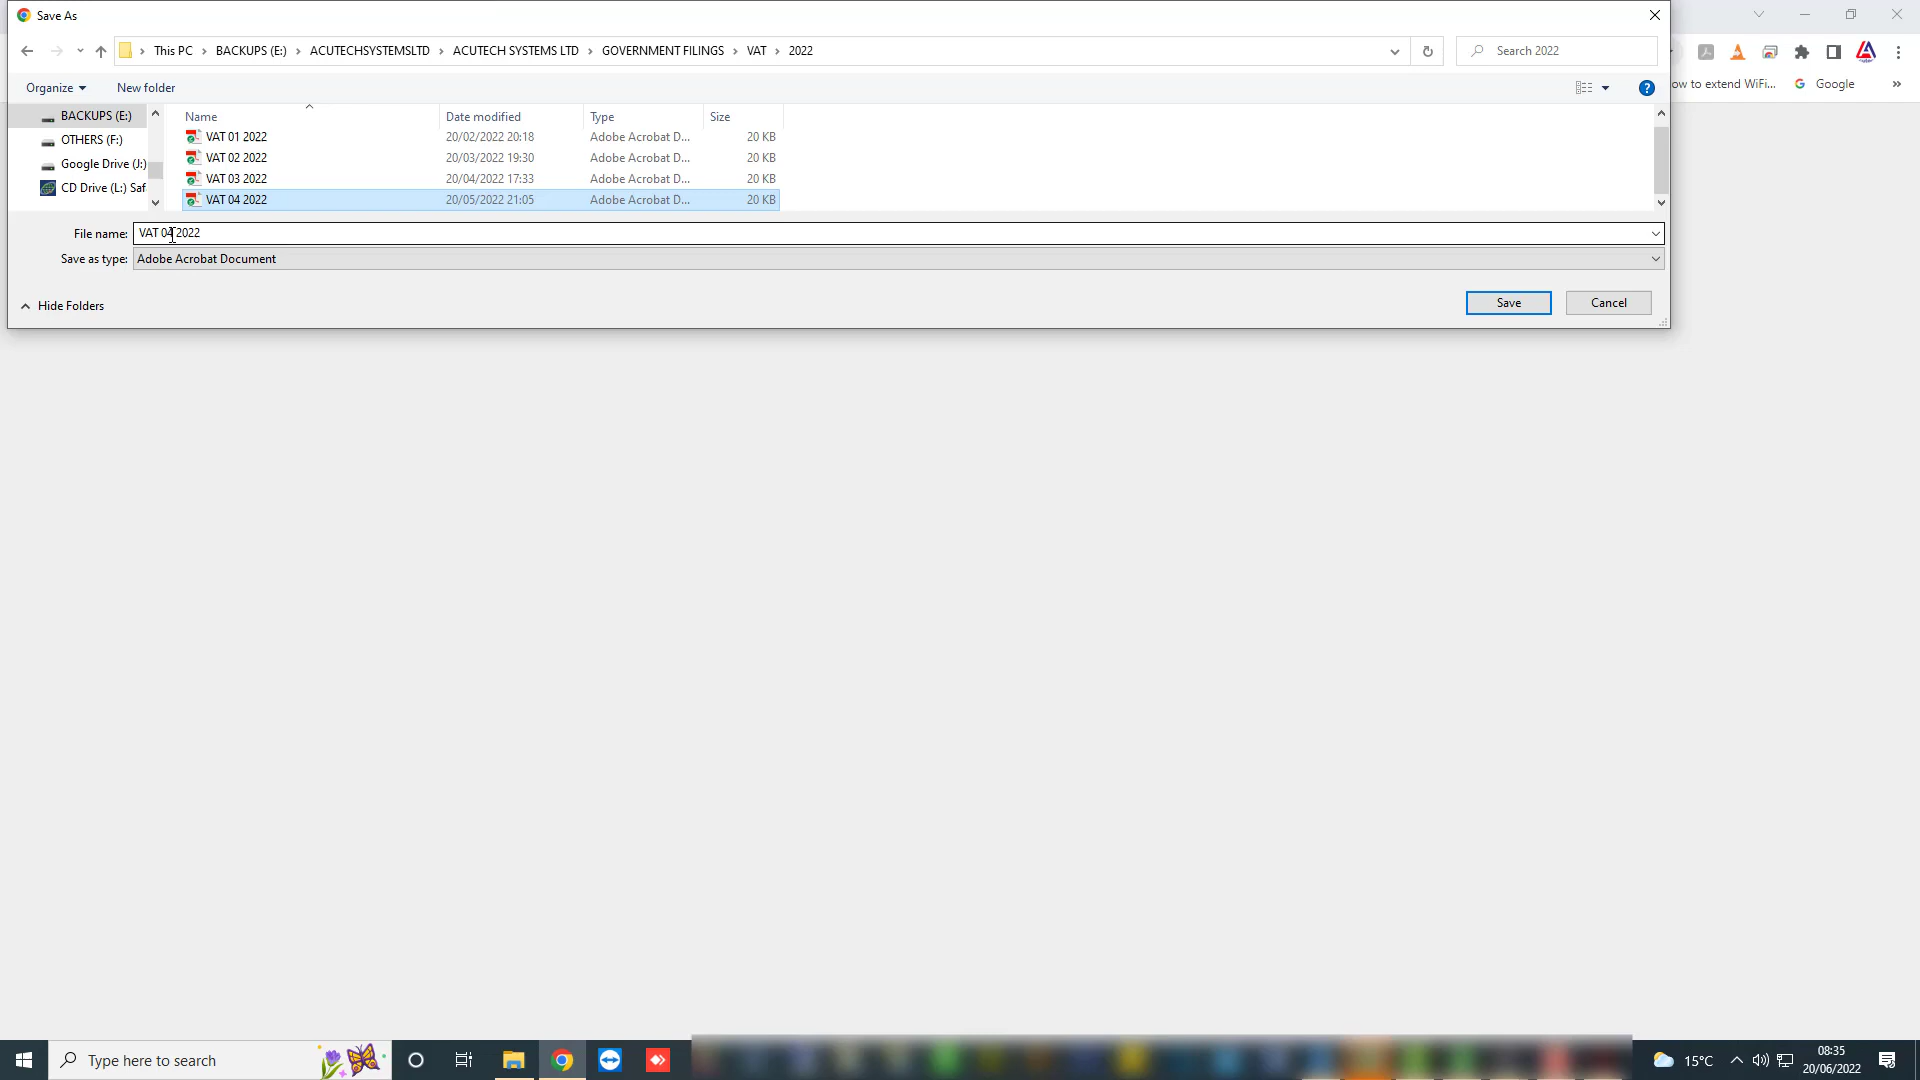 Save As
This PC > BACKUPS (E:) > ACUTECHSYSTEMSLTD > ACUTECH SYSTEMS LTD > GOVERNMENT FILINGS > VAT > 2022
Search 2022
Organize
New folder
?
ow to extend WiFi...
Google
»
Name
Date modified
Type
Size
BACKUPS (E:)
OTHERS (F:)
Google Drive (J:)
CD Drive (L:) Saf
VAT 01 2022 20/02/2022 20:18 Adobe Acrobat D... 20 KB
VAT 02 2022 20/03/2022 19:30 Adobe Acrobat D... 20 KB
VAT 03 2022 20/04/2022 17:33 Adobe Acrobat D... 20 KB
VAT 04 2022 20/05/2022 21:05 Adobe Acrobat D... 20 KB
File name: VAT 04 2022
Save as type: Adobe Acrobat Document
Hide Folders
Save
Cancel
Type here to search
15°C
08:35
20/06/2022